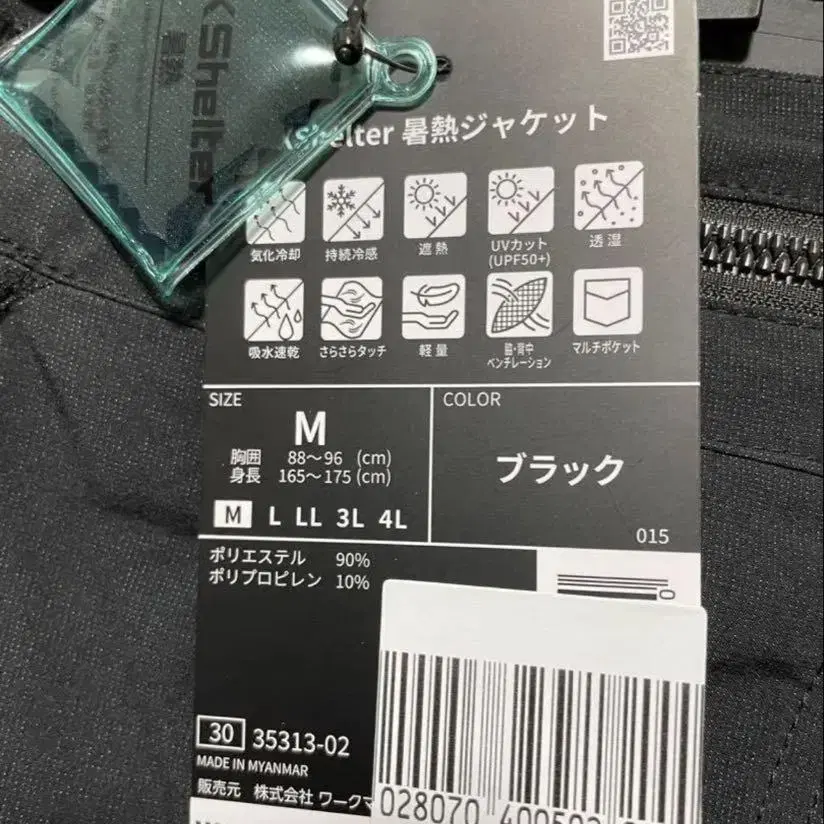 Shelter
暑熱
Shelter 暑熱ジャケット
気化冷却 持続冷感 遮熱 UVカット (UPF50+) 透湿
吸水速乾 さらさらタッチ 軽量 脇・背中 ベンチレーション マルチポケット
SIZE
M
胸囲 88～96 (cm)
身長 165～175 (cm)
M L LL 3L 4L
COLOR
ブラック
015
ポリエステル 90%
ポリプロピレン 10%
30 35313-02
MADE IN MYANMAR
販売元 株式会社 ワーク
028070 400502